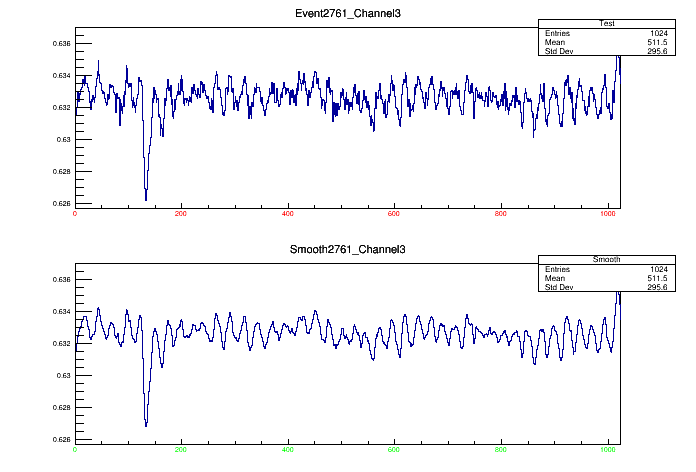 Event2761_Channel3
Test
Entries 1024
Mean 511.5
Std Dev 295.6
0.636
0.634
0.632
0.63
0.628
0.626
0 200 400 600 800 1000
Smooth2761_Channel3
Smooth
Entries 1024
Mean 511.5
Std Dev 295.6
0.636
0.634
0.632
0.63
0.628
0.626
0 200 400 600 800 1000